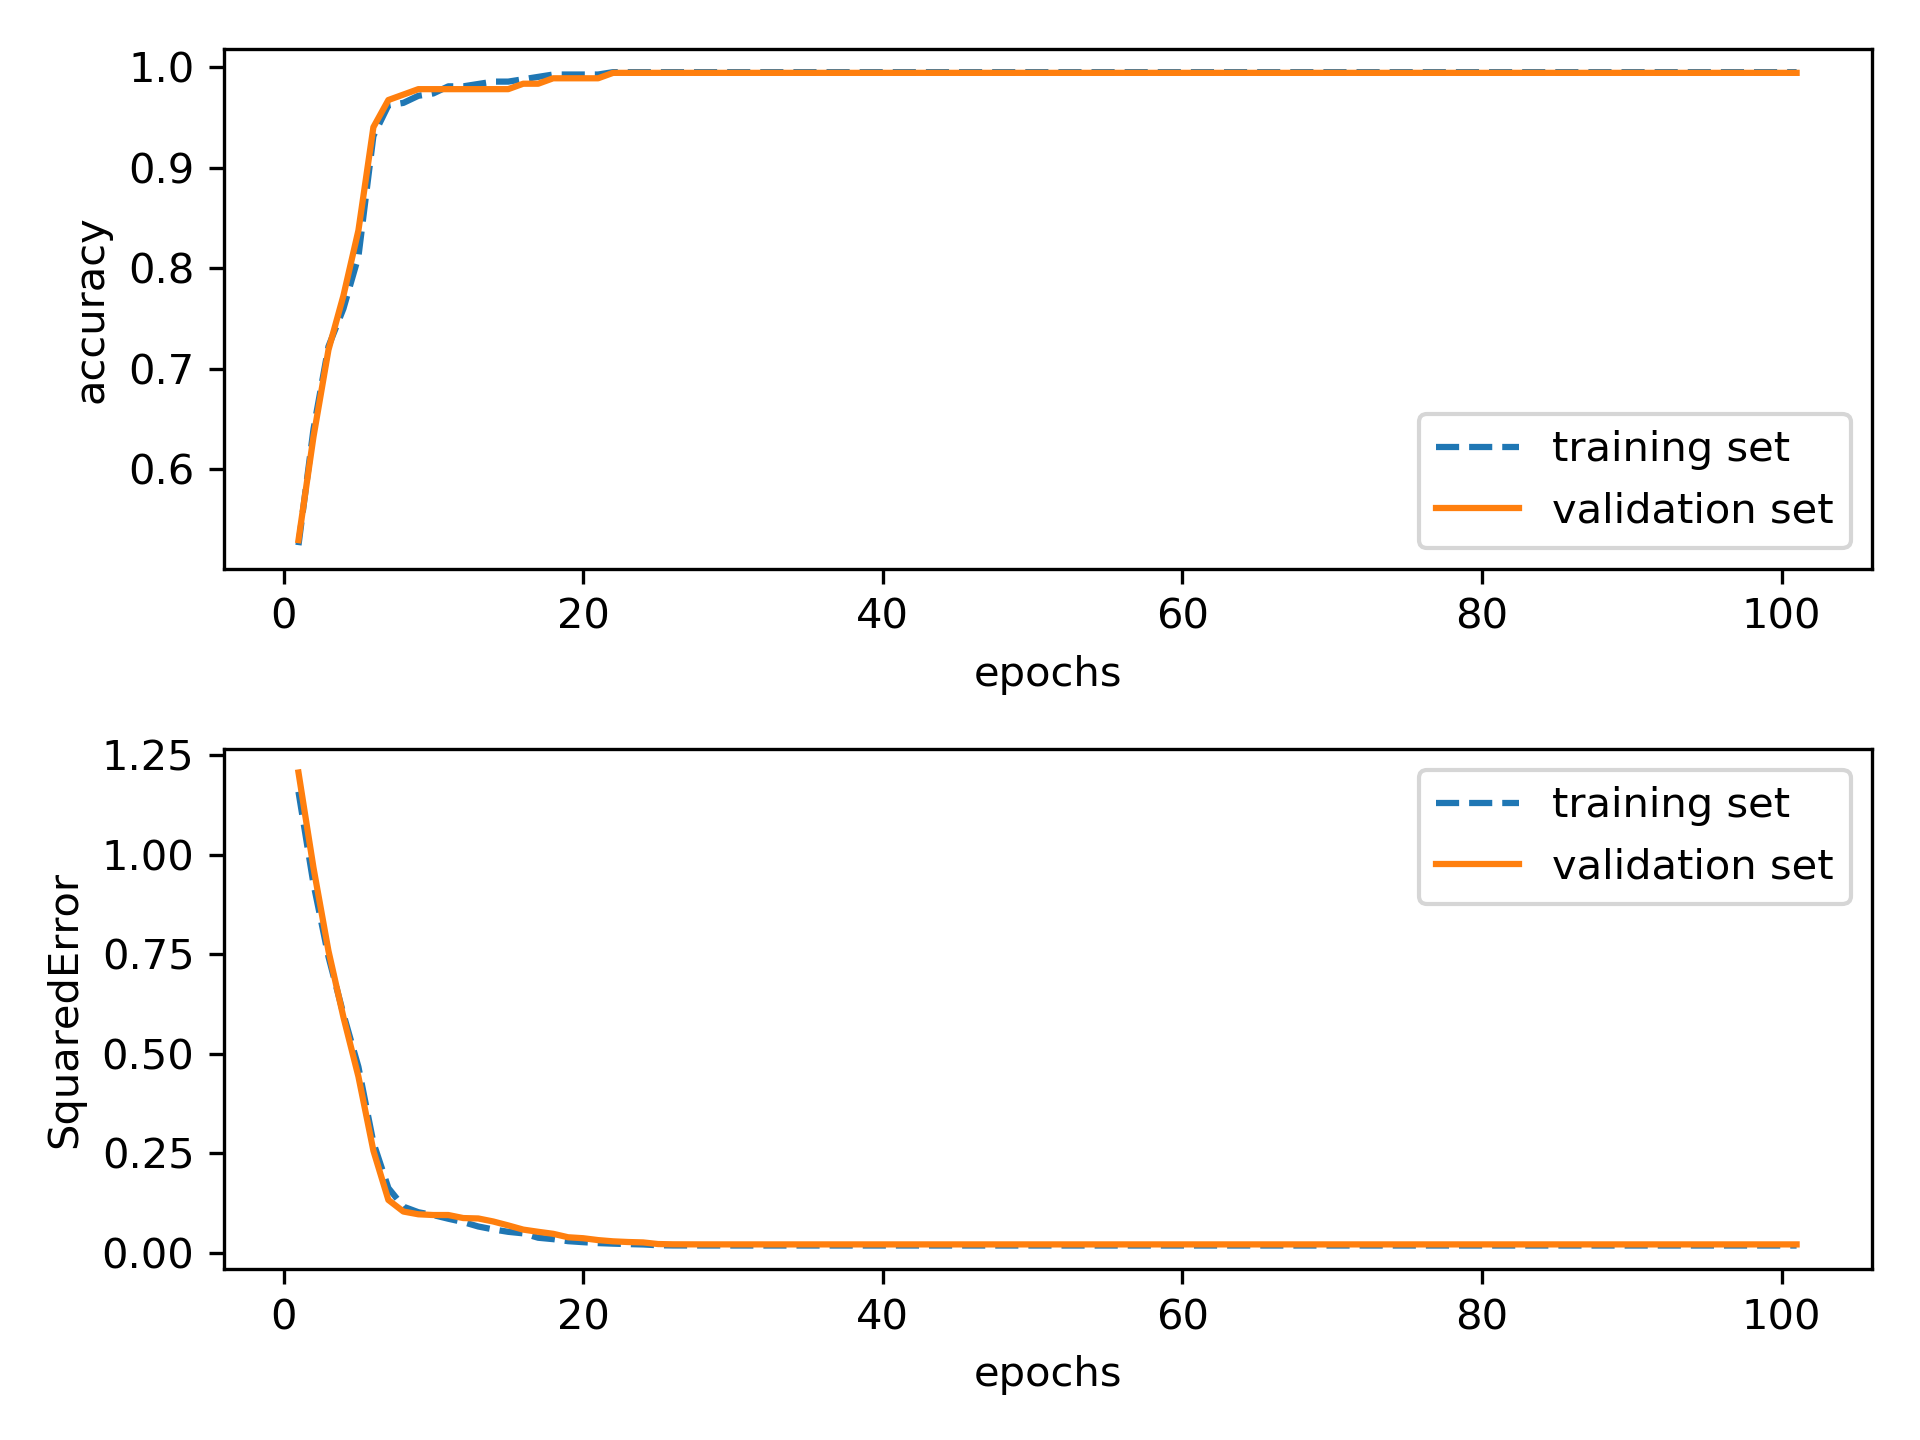 1.0
0.9
0.8
0.7
0.6
accuracy
training set
validation set
0 20 40 60 80 100
epochs
1.25
1.00
0.75
0.50
0.25
0.00
SquaredError
training set
validation set
0 20 40 60 80 100
epochs